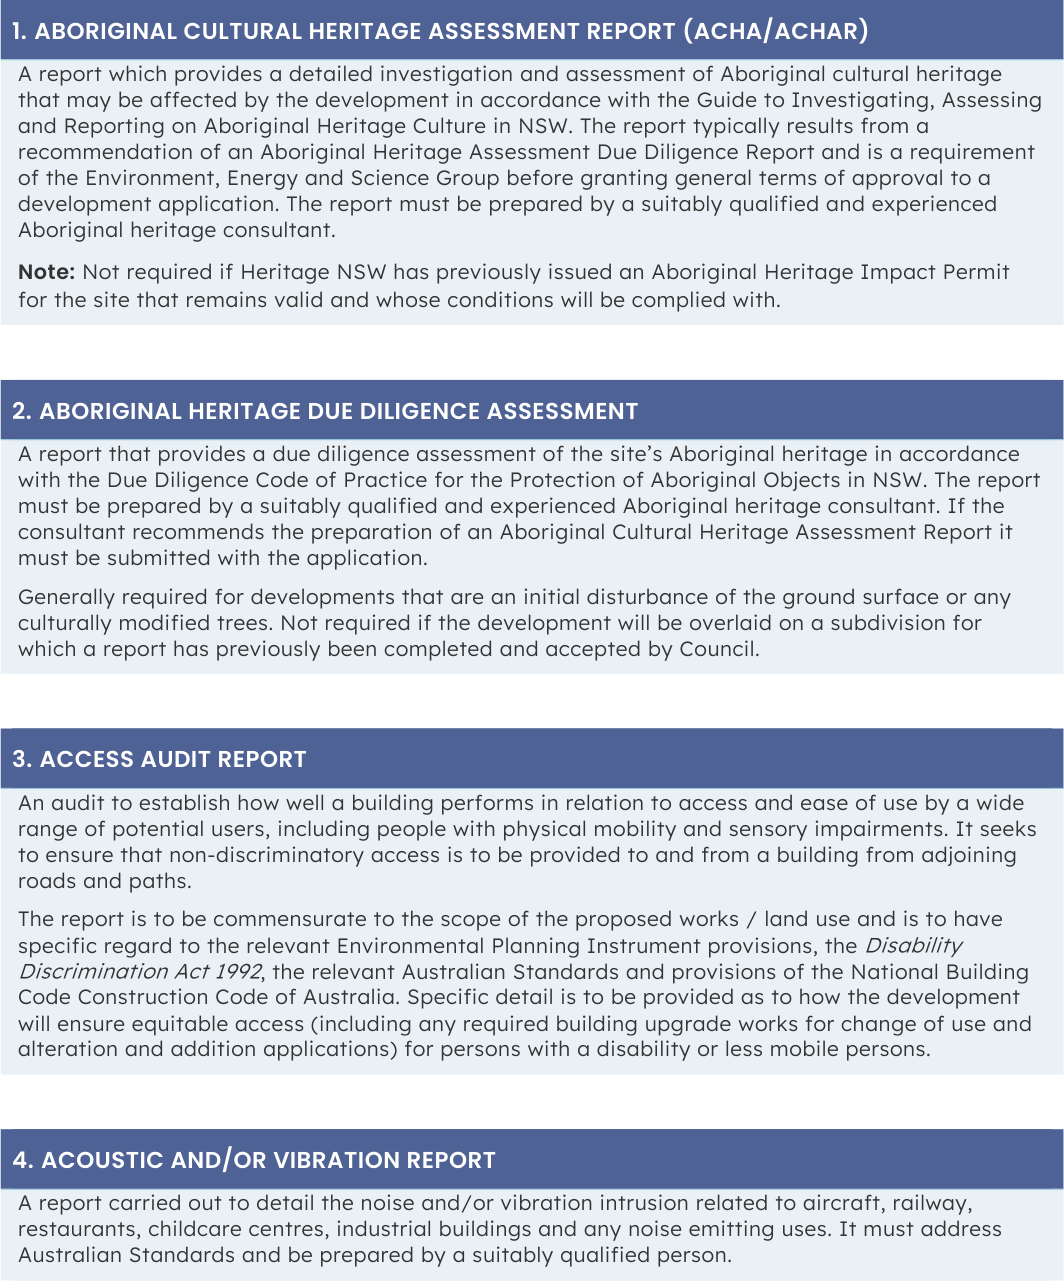 1. ABORIGINAL CULTURAL HERITAGE ASSESSMENT REPORT (ACHA/ACHAR)
A report which provides a detailed investigation and assessment of Aboriginal cultural heritage
that may be affected by the development in accordance with the Guide to Investigating, Assessing
and Reporting on Aboriginal Heritage Culture in NSW. The report typically results from a
recommendation of an Aboriginal Heritage Assessment Due Diligence Report and is a requirement
of the Environment, Energy and Science Group before granting general terms of approval to a
development application. The report must be prepared by a suitably qualified and experienced
Aboriginal heritage consultant.
Note: Not required if Heritage NSW has previously issued an Aboriginal Heritage Impact Permit
for the site that remains valid and whose conditions will be complied with.
2. ABORIGINAL HERITAGE DUE DILIGENCE ASSESSMENT
A report that provides a due diligence assessment of the site’s Aboriginal heritage in accordance
with the Due Diligence Code of Practice for the Protection of Aboriginal Objects in NSW. The report
must be prepared by a suitably qualified and experienced Aboriginal heritage consultant. If the
consultant recommends the preparation of an Aboriginal Cultural Heritage Assessment Report it
must be submitted with the application.
Generally required for developments that are an initial disturbance of the ground surface or any
culturally modified trees. Not required if the development will be overlaid on a subdivision for
which a report has previously been completed and accepted by Council.
3. ACCESS AUDIT REPORT
An audit to establish how well a building performs in relation to access and ease of use by a wide
range of potential users, including people with physical mobility and sensory impairments. It seeks
to ensure that non-discriminatory access is to be provided to and from a building from adjoining
roads and paths.
The report is to be commensurate to the scope of the proposed works / land use and is to have
specific regard to the relevant Environmental Planning Instrument provisions, the Disability
Discrimination Act 1992, the relevant Australian Standards and provisions of the National Building
Code Construction Code of Australia. Specific detail is to be provided as to how the development
will ensure equitable access (including any required building upgrade works for change of use and
alteration and addition applications) for persons with a disability or less mobile persons.
4. ACOUSTIC AND/OR VIBRATION REPORT
A report carried out to detail the noise and/or vibration intrusion related to aircraft, railway,
restaurants, childcare centres, industrial buildings and any noise emitting uses. It must address
Australian Standards and be prepared by a suitably qualified person.